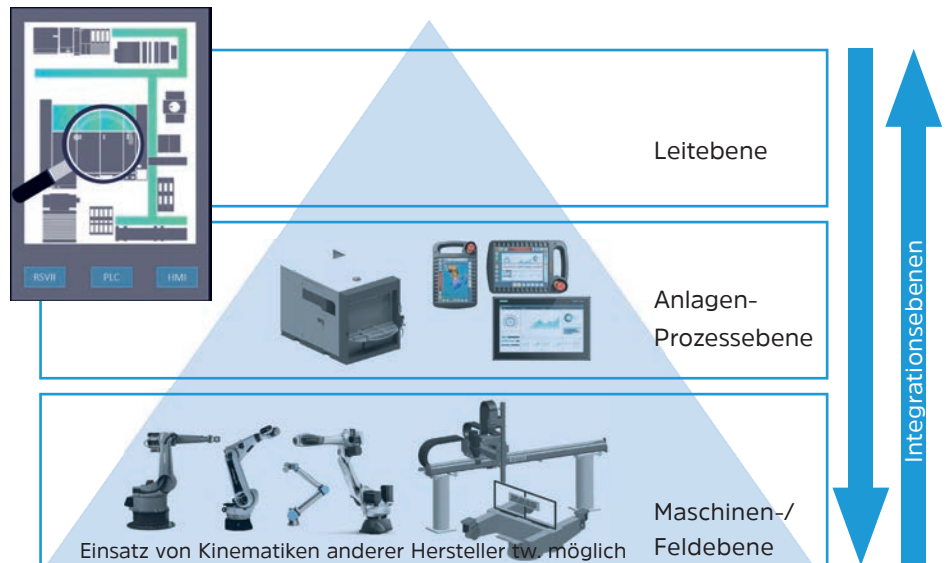 RSVII PLC HMI
Leitebene
Anlagen-
Prozessebene
Maschinen-/
Feldebene
Einsatz von Kinematiken anderer Hersteller tw. möglich
Integrationsebenen